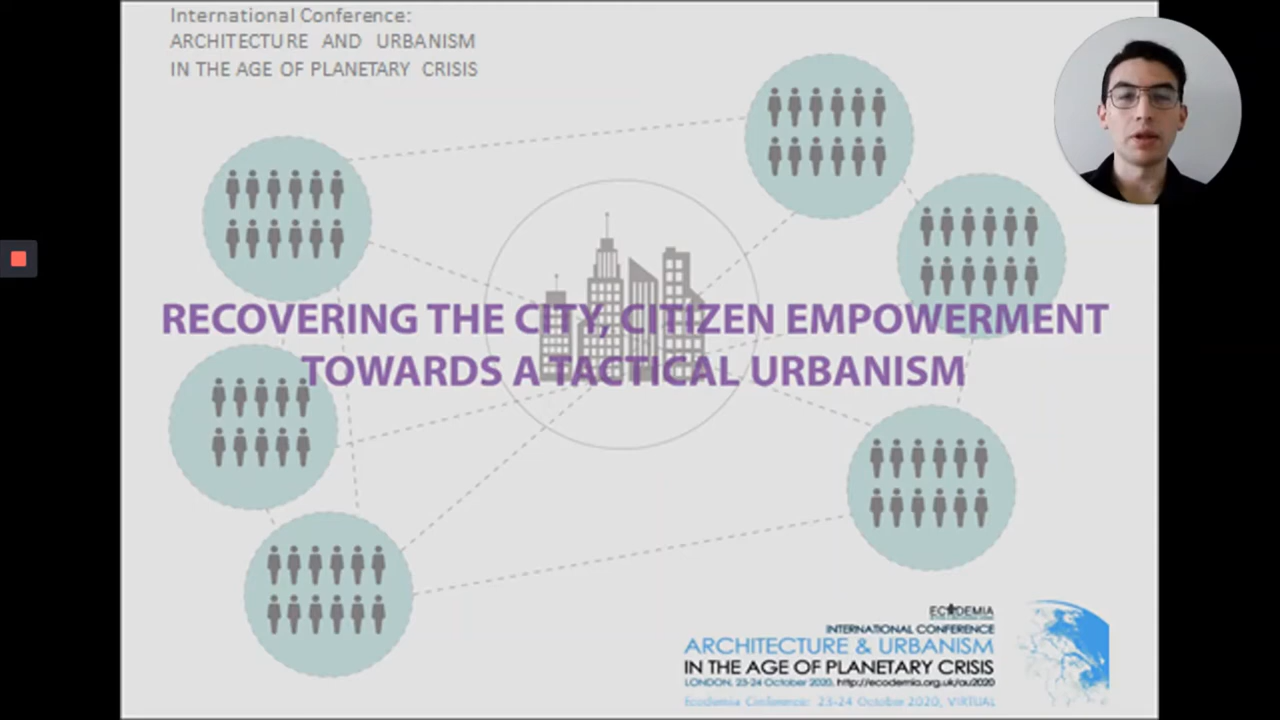 International Conference:
ARCHITECTURE AND URBANISM
IN THE AGE OF PLANETARY CRISIS
RECOVERING THE CITY, CITIZEN EMPOWERMENT
TOWARDS A TACTICAL URBANISM
ECODEMIA
INTERNATIONAL CONFERENCE
ARCHITECTURE & URBANISM
IN THE AGE OF PLANETARY CRISIS
LONDON, 23-24 October 2020, http://ecodemia.org.uk/au2020
Ecodemia Conference: 23-24 October 2020, VIRTUAL